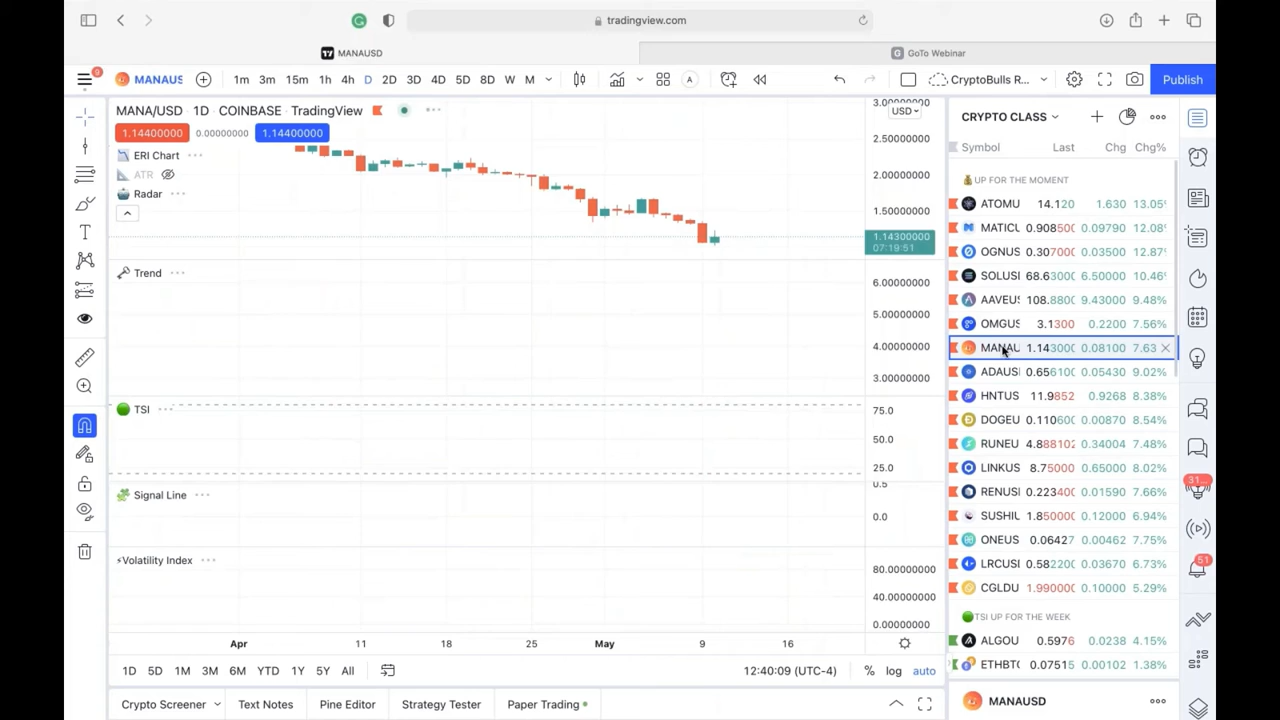 tradingview.com
MANAUSD
GoTo Webinar
9
MANAUS
1m 3m 15m 1h 4h D 2D 3D 4D 5D 8D W M
CryptoBulls R...
Publish
MANA/USD 1D COINBASE TradingView
1.14400000 0.00000000 1.14400000
ERI Chart
ATR
Radar
3.00000000
USD
2.50000000
2.00000000
1.50000000
1.14300000
07:19:51
Trend
6.00000000
5.00000000
4.00000000
3.00000000
TSI
75.0
50.0
25.0
Signal Line
0.5
0.0
Volatility Index
80.00000000
40.00000000
0.00000000
Apr 11 18 25 May 9 16
1D 5D 1M 3M 6M YTD 1Y 5Y All
12:40:09 (UTC-4) % log auto
Crypto Screener Text Notes Pine Editor Strategy Tester Paper Trading
CRYPTO CLASS
Symbol Last Chg Chg%
UP FOR THE MOMENT
ATOMU 14.120 1.630 13.05
MATICU 0.908500 0.09790 12.08
OGNUS 0.307000 0.03500 12.87
SOLUSI 68.63000 6.50000 10.46
AAVEUS 108.8800 9.43000 9.48%
OMGUS 3.1300 0.2200 7.56%
MANAU 1.143000 0.08100 7.63
ADAUSI 0.656100 0.05430 9.02%
HNTUS 11.9852 0.9268 8.38%
DOGEU 0.110600 0.00870 8.54%
RUNEU 4.888102 0.34004 7.48%
LINKUS 8.75000 0.65000 8.02%
RENUSI 0.223400 0.01590 7.66%
SUSHIU 1.850000 0.12000 6.94%
ONEUS 0.06427 0.00462 7.75%
LRCUSI 0.582200 0.03670 6.73%
CGLDU 1.990000 0.10000 5.29%
TSI UP FOR THE WEEK
ALGOU 0.5976 0.0238 4.15%
ETHBT 0.07515 0.00102 1.38%
MANAUSD
31...
51